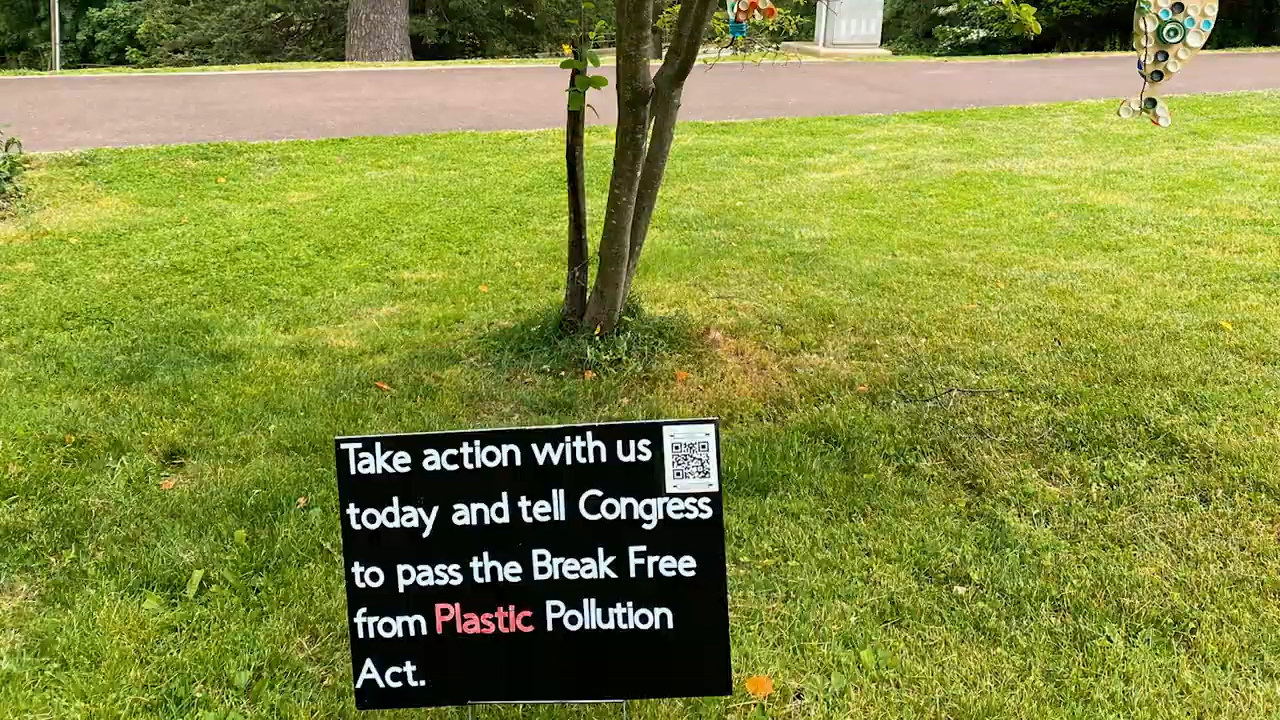 Take action with us
today and tell Congress
to pass the Break Free
from Plastic Pollution
Act.